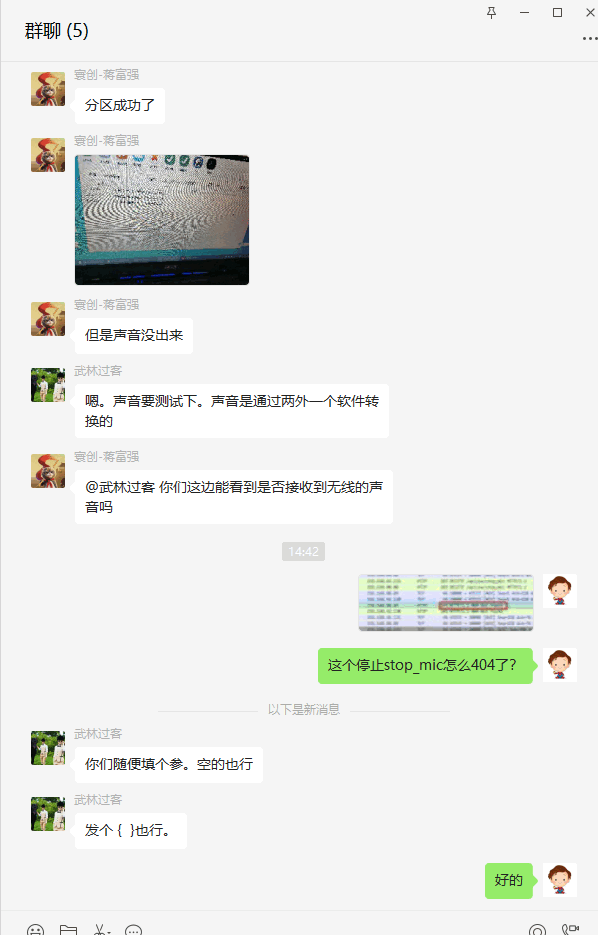 群聊 (5)
寰创-蒋富强
分区成功了
寰创-蒋富强
寰创-蒋富强
但是声音没出来
武林过客
嗯。声音要测试下。声音是通过两外一个软件转
换的
寰创-蒋富强
@武林过客 你们这边能看到是否接收到无线的声
音吗
14:42
这个停止stop_mic怎么404了?
以下是新消息
武林过客
你们随便填个参。空的也行
武林过客
发个 { }也行。
好的